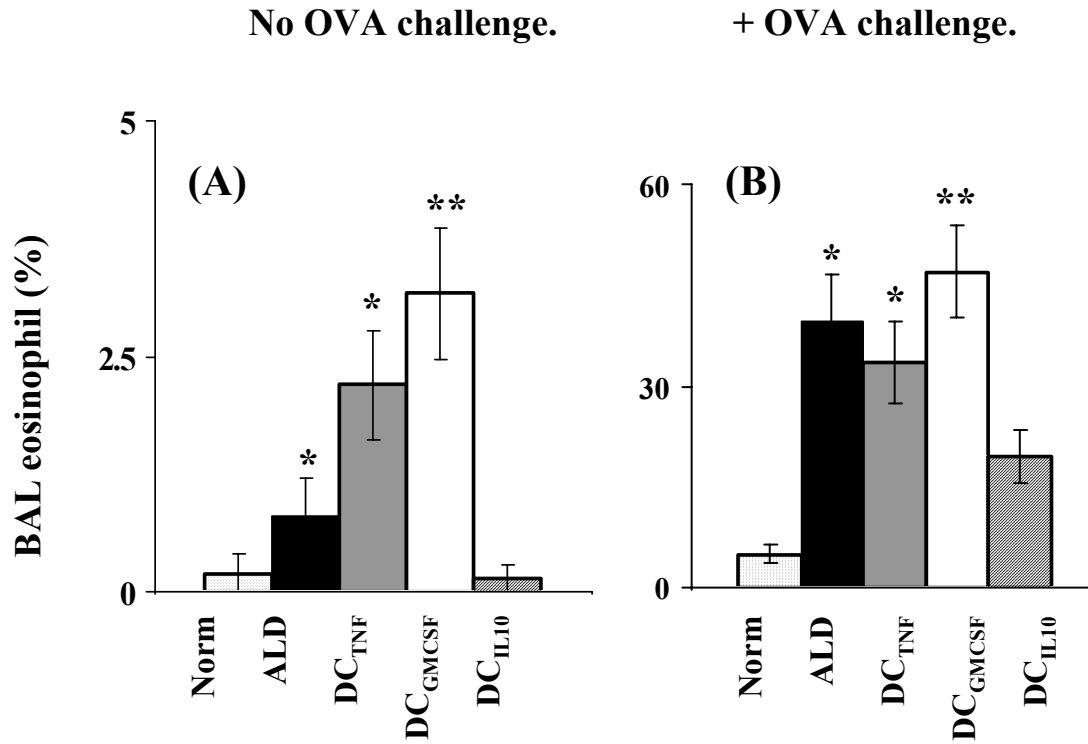 No OVA challenge.
+ OVA challenge.
BAL eosinophil (%)
(A)
5
2.5
0
*
*
**
Norm
ALD
DCTNF
DCGMCSF
DCIL10
(B)
60
30
0
*
*
**
Norm
ALD
DCTNF
DCGMCSF
DCIL10